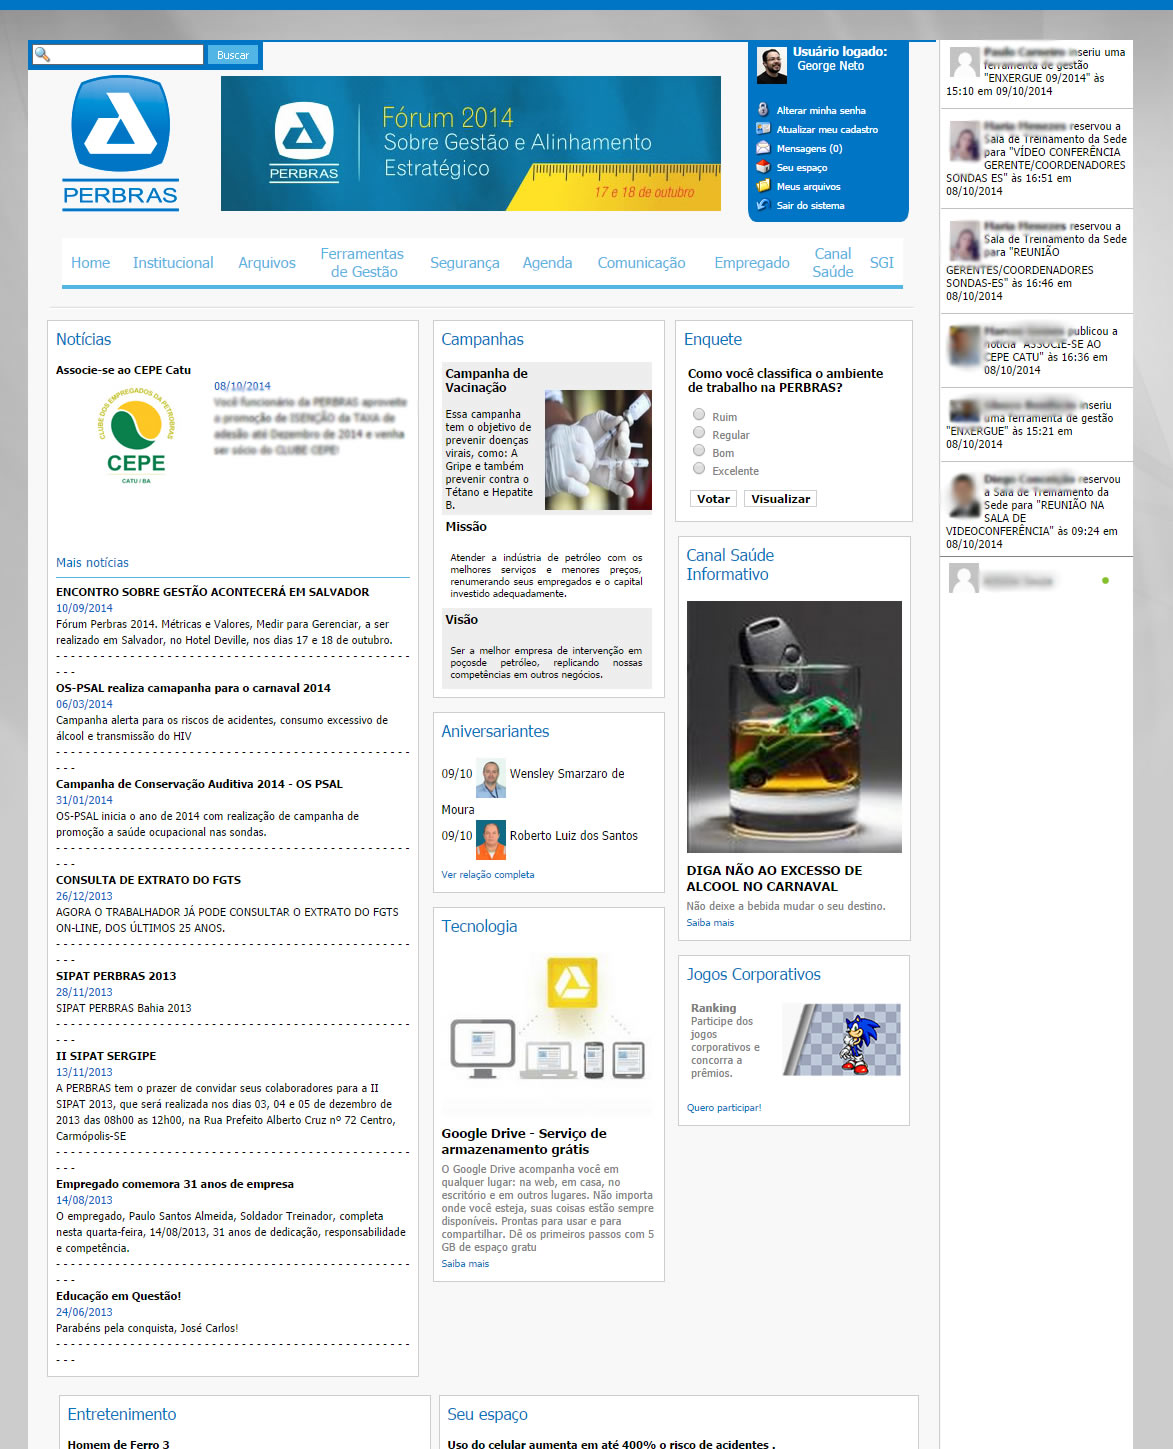 Buscar
PERBRAS
PERBRAS
Fórum 2014
Sobre Gestão e Alinhamento
Estratégico
17 e 18 de outubro
Usuário logado:
George Neto
Alterar minha senha
Atualizar meu cadastro
Mensagens (0)
Seu espaço
Meus arquivos
Sair do sistema
Home
Institucional
Arquivos
Ferramentas
de Gestão
Segurança
Agenda
Comunicação
Empregado
Canal
Saúde
SGI
Notícias
Associe-se ao CEPE Catu
CLUBE DOS EMPREGADOS DA PETROBRAS
CEPE
CATU / BA
08/10/2014
Você funcionário da PERBRAS aproveite
a promoção de ISENÇÃO da TAXA de
adesão até Dezembro de 2014 e venha
ser sócio do CLUBE CEPE!
Mais notícias
ENCONTRO SOBRE GESTÃO ACONTECERÁ EM SALVADOR
10/09/2014
Fórum Perbras 2014. Métricas e Valores, Medir para Gerenciar, a ser
realizado em Salvador, no Hotel Deville, nos dias 17 e 18 de outubro.
OS-PSAL realiza camapanha para o carnaval 2014
06/03/2014
Campanha alerta para os riscos de acidentes, consumo excessivo de
álcool e transmissão do HIV
Campanha de Conservação Auditiva 2014 - OS PSAL
31/01/2014
OS-PSAL inicia o ano de 2014 com realização de campanha de
promoção a saúde ocupacional nas sondas.
CONSULTA DE EXTRATO DO FGTS
26/12/2013
AGORA O TRABALHADOR JÁ PODE CONSULTAR O EXTRATO DO FGTS
ON-LINE, DOS ÚLTIMOS 25 ANOS.
SIPAT PERBRAS 2013
28/11/2013
SIPAT PERBRAS Bahia 2013
II SIPAT SERGIPE
13/11/2013
A PERBRAS tem o prazer de convidar seus colaboradores para a II
SIPAT 2013, que será realizada nos dias 03, 04 e 05 de dezembro de
2013 das 08h00 as 12h00, na Rua Prefeito Alberto Cruz nº 72 Centro,
Carmópolis-SE
Empregado comemora 31 anos de empresa
14/08/2013
O empregado, Paulo Santos Almeida, Soldador Treinador, completa
nesta quarta-feira, 14/08/2013, 31 anos de dedicação, responsabilidade
e competência.
Educação em Questão!
24/06/2013
Parabéns pela conquista, José Carlos!
Campanhas
Campanha de
Vacinação
Essa campanha
tem o objetivo de
prevenir doenças
virais, como: A
Gripe e também
prevenir contra o
Tétano e Hepatite
B.
Missão
Atender a indústria de petróleo com os
melhores serviços e menores preços,
renumerando seus empregados e o capital
investido adequadamente.
Visão
Ser a melhor empresa de intervenção em
poçosde petróleo, replicando nossas
competências em outros negócios.
Aniversariantes
09/10 Wensley Smarzaro de
Moura
09/10 Roberto Luiz dos Santos
Ver relação completa
Tecnologia
Google Drive - Serviço de
armazenamento grátis
O Google Drive acompanha você em
qualquer lugar: na web, em casa, no
escritório e em outros lugares. Não importa
onde você esteja, suas coisas estão sempre
disponíveis. Prontas para usar e para
compartilhar. Dê os primeiros passos com 5
GB de espaço gratu
Saiba mais
Enquete
Como você classifica o ambiente
de trabalho na PERBRAS?
Ruim
Regular
Bom
Excelente
Votar Visualizar
Canal Saúde
Informativo
DIGA NÃO AO EXCESSO DE
ALCOOL NO CARNAVAL
Não deixe a bebida mudar o seu destino.
Saiba mais
Jogos Corporativos
Ranking
Participe dos
jogos
corporativos e
concorra a
prêmios.
Quero participar!
inseriu uma
ferramenta de gestão
"ENXERGUE 09/2014" às
15:10 em 09/10/2014
reservou a
Sala de Treinamento da Sede
para "VÍDEO CONFERÊNCIA
GERENTE/COORDENADORES
SONDAS ES" às 16:51 em
08/10/2014
reservou a
Sala de Treinamento da Sede
para "REUNIÃO
GERENTES/COORDENADORES
SONDAS-ES" às 16:46 em
08/10/2014
publicou a
notícia "ASSOCIE-SE AO
CEPE CATU" às 16:36 em
08/10/2014
inseriu
uma ferramenta de gestão
"ENXERGUE" às 15:21 em
08/10/2014
reservou
a Sala de Treinamento da
Sede para "REUNIÃO NA
SALA DE
VIDEOCONFERÊNCIA" às 09:24 em
08/10/2014
Entretenimento
Homem de Ferro 3
Seu espaço
Uso do celular aumenta em até 400% o risco de acidentes .